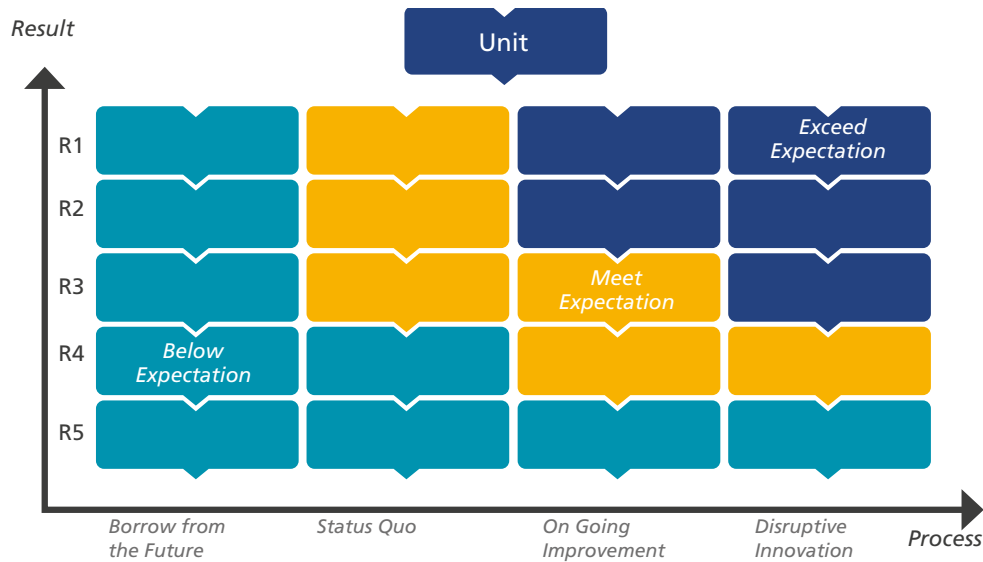 Result
Unit
R1
Exceed
Expectation
R2
R3
Meet
Expectation
R4
Below
Expectation
R5
Borrow from
the Future
Status Quo
On Going
Improvement
Disruptive
Innovation
Process